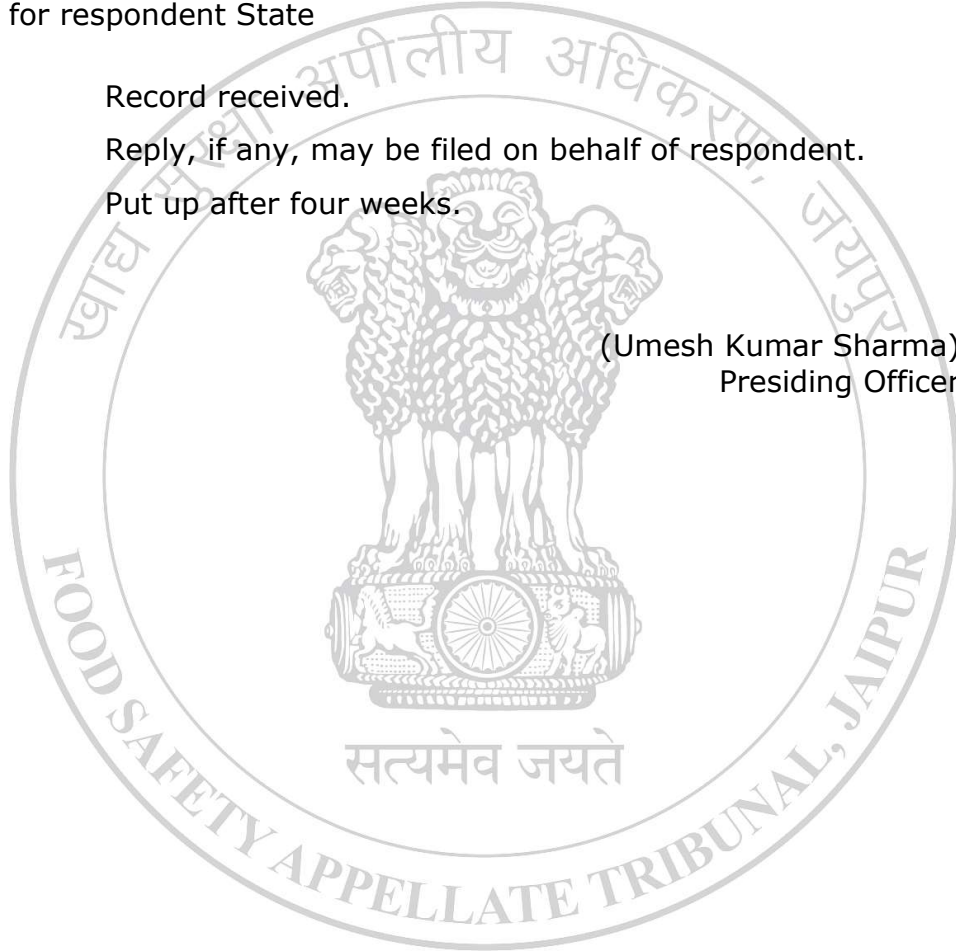 for respondent State
Record received.
Reply, if any, may be filed on behalf of respondent.
Put up after four weeks.
(Umesh Kumar Sharma)
Presiding Officer
खाद्य सुरक्षा अपीलीय अधिकरण, जयपुर
सत्यमेव जयते
FOOD SAFETY APPELLATE TRIBUNAL, JAIPUR